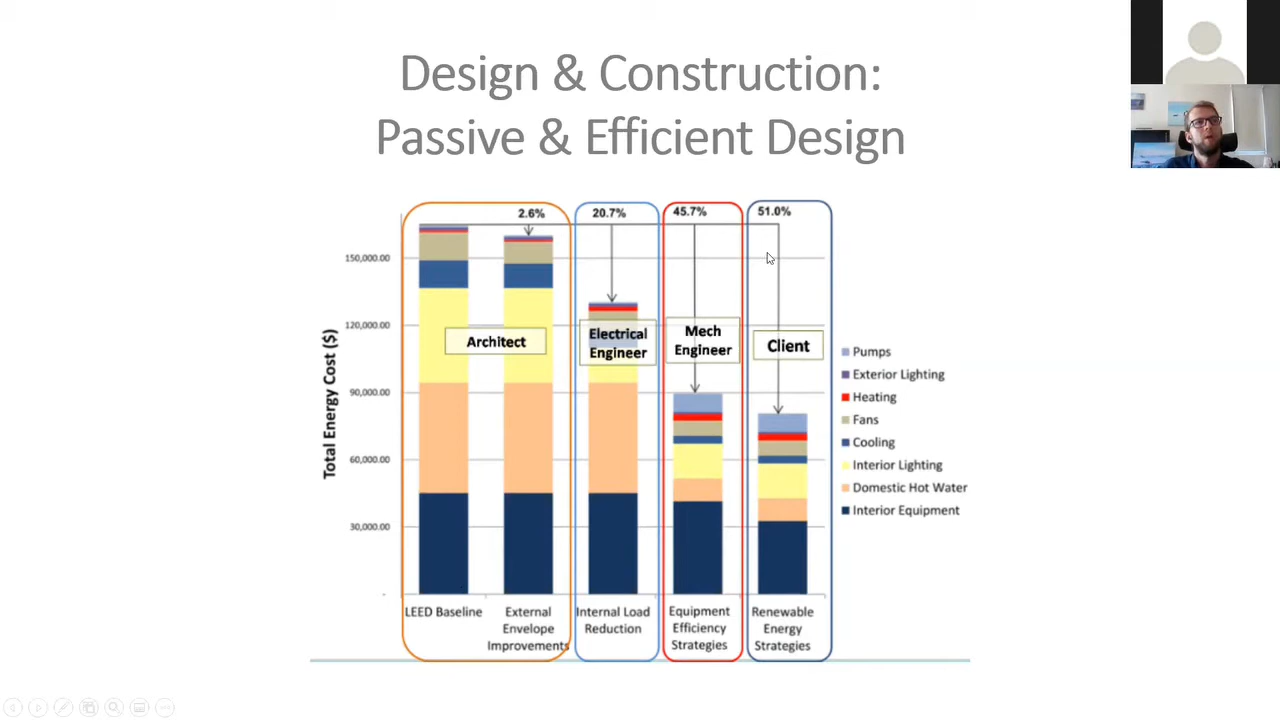 Design & Construction:
Passive & Efficient Design
2.6%
20.7%
45.7%
51.0%
150,000.00
120,000.00
90,000.00
60,000.00
30,000.00
-
Total Energy Cost ($)
Architect
Electrical
Engineer
Mech
Engineer
Client
Pumps
Exterior Lighting
Heating
Fans
Cooling
Interior Lighting
Domestic Hot Water
Interior Equipment
LEED Baseline
External
Envelope
Improvements
Internal Load
Reduction
Equipment
Efficiency
Strategies
Renewable
Energy
Strategies